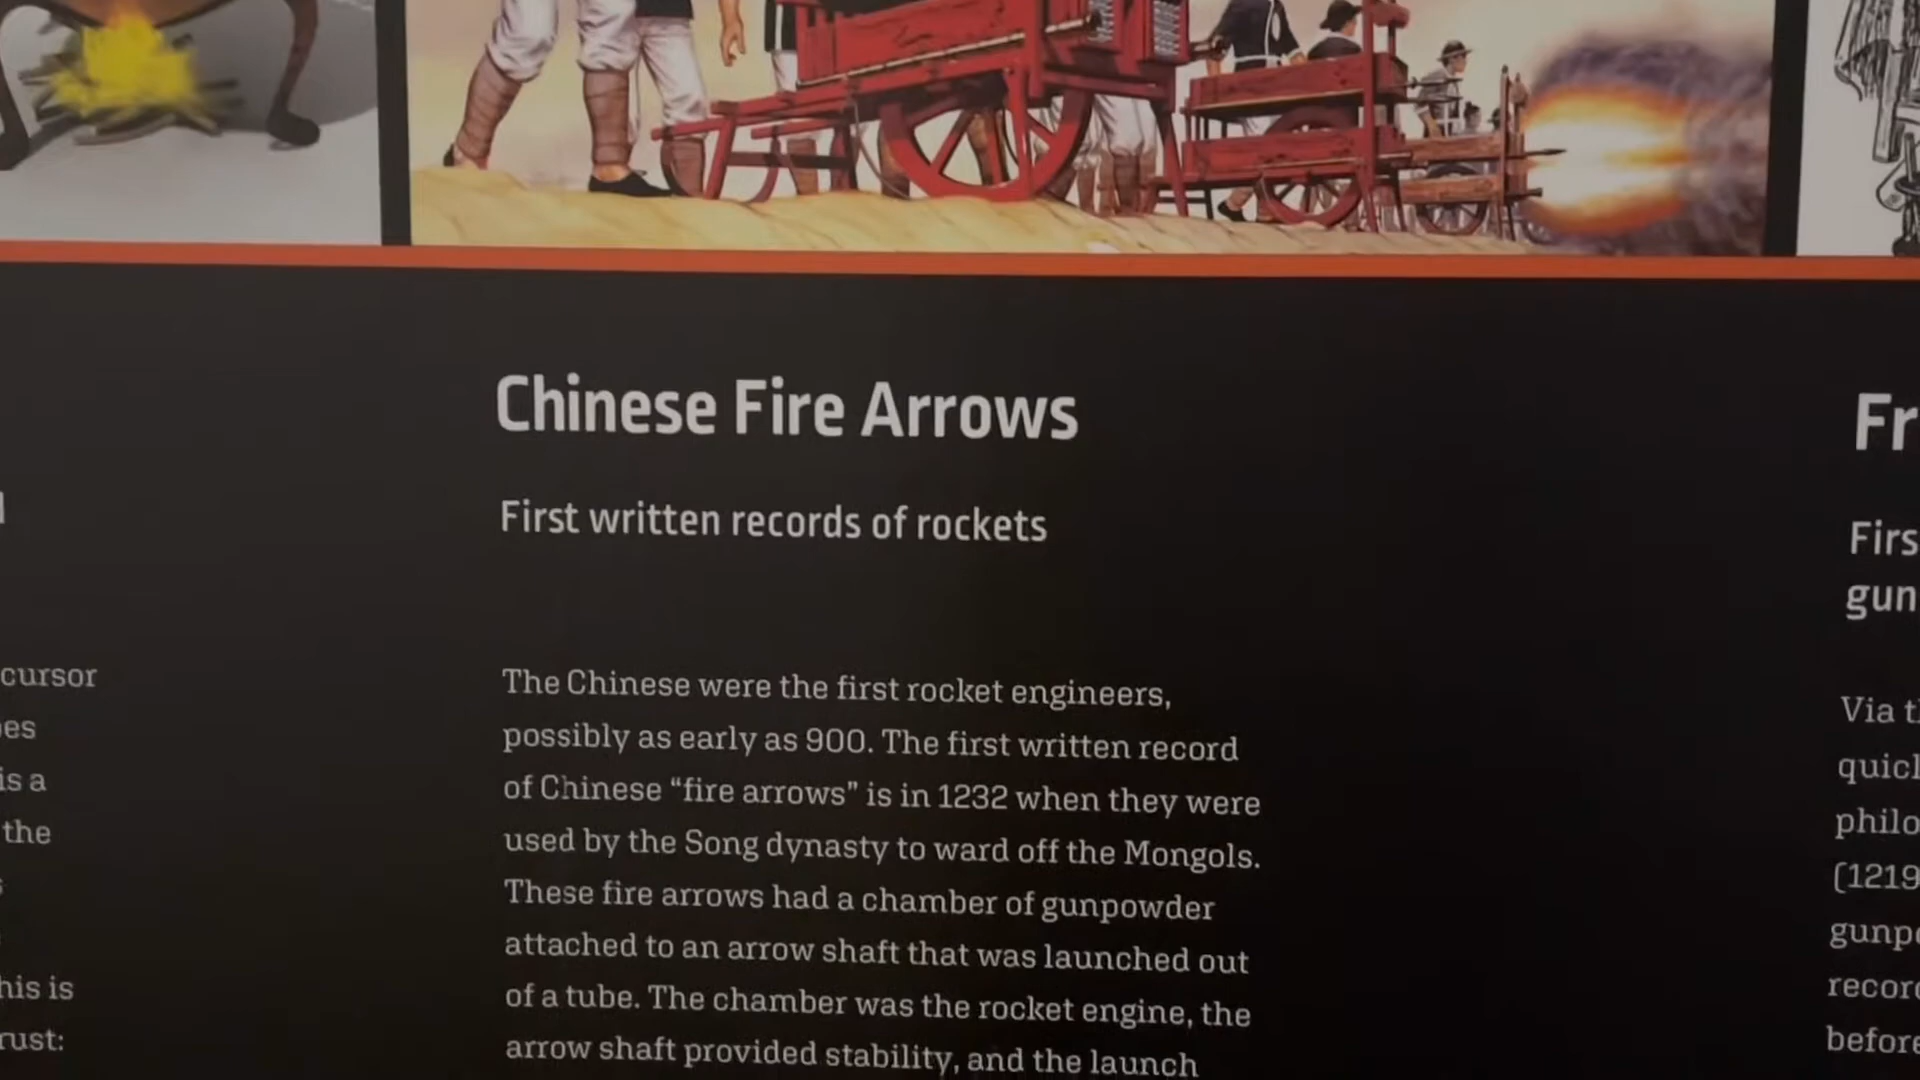 Chinese Fire Arrows
First written records of rockets
The Chinese were the first rocket engineers,
possibly as early as 900. The first written record
of Chinese “fire arrows” is in 1232 when they were
used by the Song dynasty to ward off the Mongols.
These fire arrows had a chamber of gunpowder
attached to an arrow shaft that was launched out
of a tube. The chamber was the rocket engine, the
arrow shaft provided stability, and the launch
cursor
is a
the
his is
rust:
Fr
Firs
gun
Via t
quicl
philo
(1219
gunp
record
before